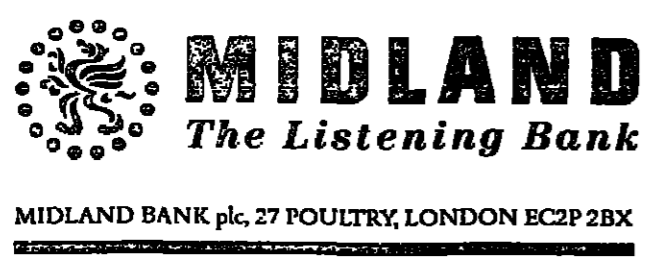 MIDLAND
The Listening Bank
MIDLAND BANK plc, 27 POULTRY, LONDON EC2P 2BX